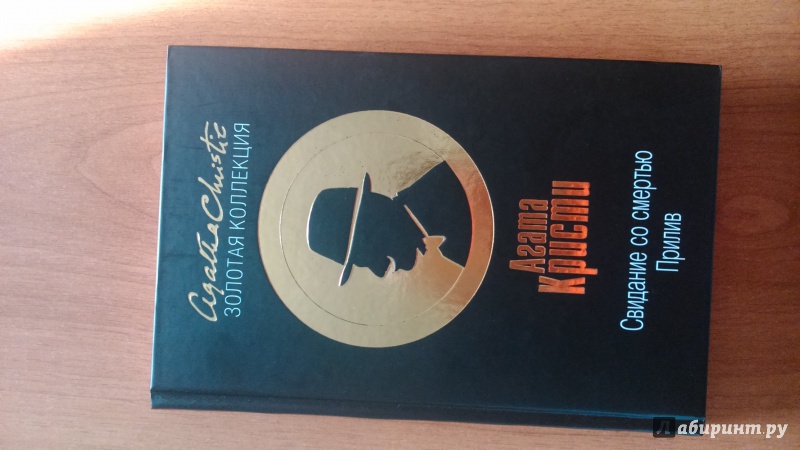 Agatha Christie
ЗОЛОТАЯ КОЛЛЕКЦИЯ
Агата
Кристи
Свидание со смертью
Прилив
Лабиринт.ру